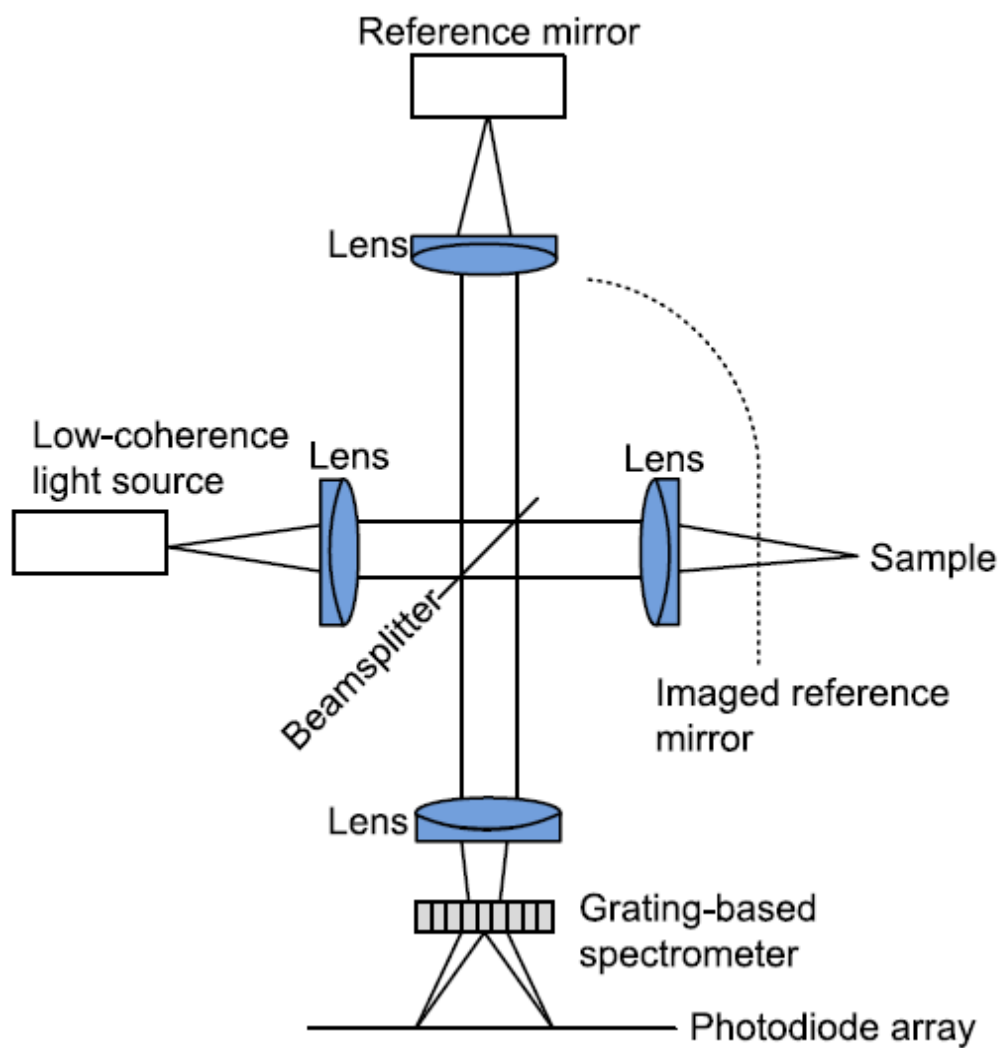 Reference mirror
Lens
Low-coherence
light source
Lens
Lens
Sample
Beamsplitter
Imaged reference
mirror
Lens
Grating-based
spectrometer
Photodiode array